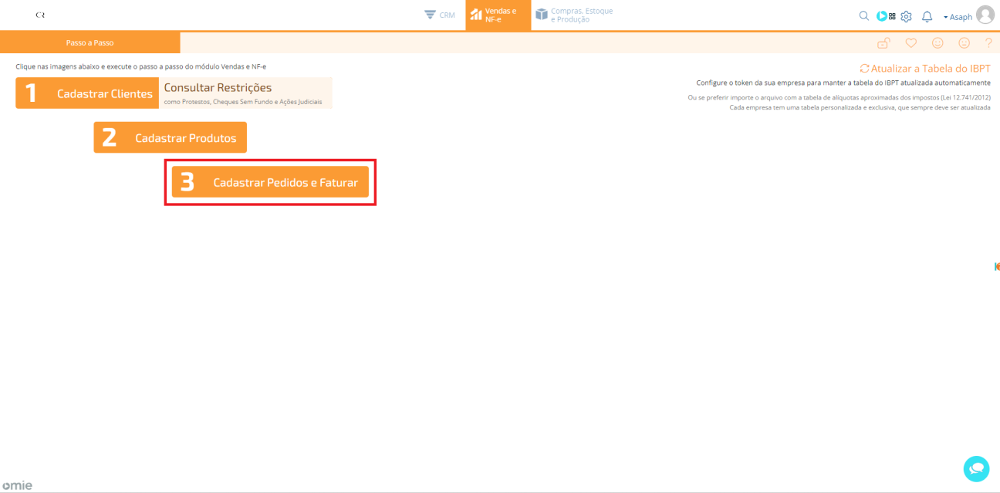 CR
CRM
Vendas e
NF-e
Compras, Estoque
e Produção
Asaph
Passo a Passo
?
Clique nas imagens abaixo e execute o passo a passo do módulo Vendas e NF-e
Atualizar a Tabela do IBPT
Configure o token da sua empresa para manter a tabela do IBPT atualizada automaticamente
Ou se preferir importe o arquivo com a tabela de alíquotas aproximadas dos impostos (Lei 12.741/2012)
Cada empresa tem uma tabela personalizada e exclusiva, que sempre deve ser atualizada
1 Cadastrar Clientes
Consultar Restrições
como Protestos, Cheques Sem Fundo e Ações Judiciais
2 Cadastrar Produtos
3 Cadastrar Pedidos e Faturar
omie